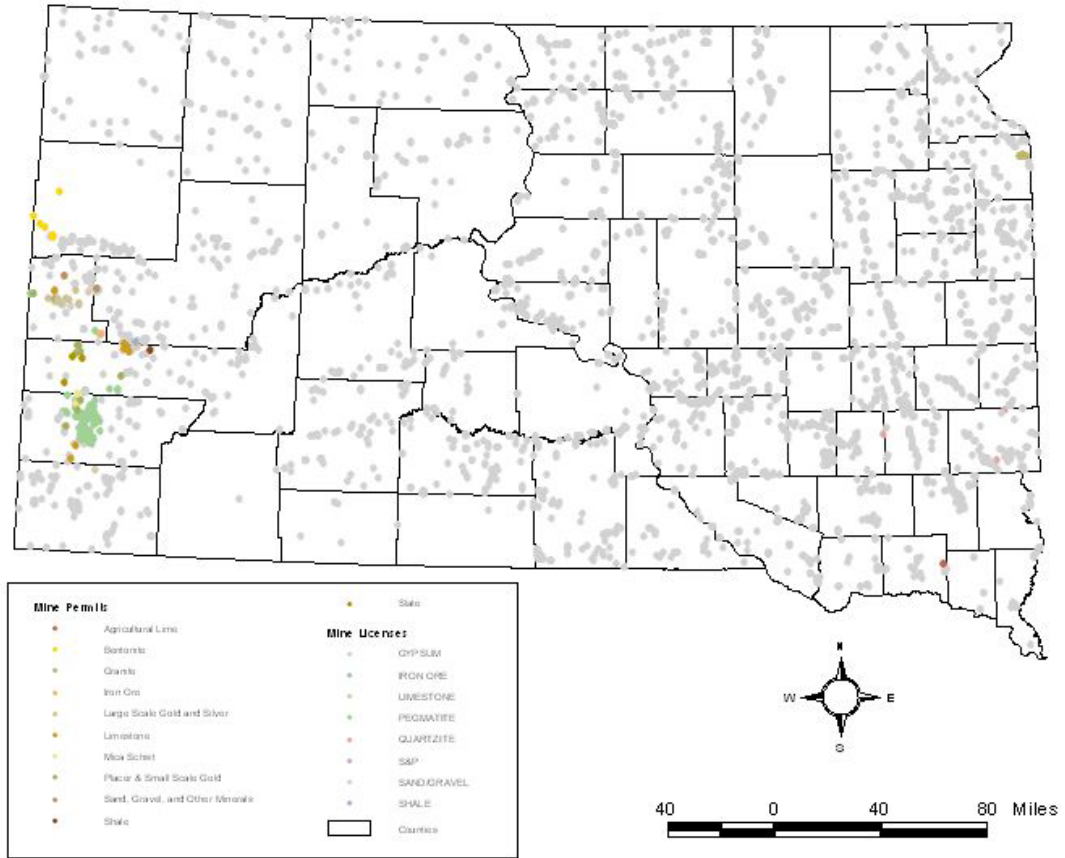 Mine Permits
Agricultural Lime
Bentonite
Granite
Iron Ore
Large Scale Gold and Silver
Limestone
Mica Schist
Placer & Small Scale Gold
Sand, Gravel, and Other Minerals
Shale
Slate
Mine Licenses
GYPSUM
IRON ORE
LIMESTONE
PEGMATITE
QUARTZITE
S&P
SAND/GRAVEL
SHALE
Counties
N
W E
S
40 0 40 80 Miles